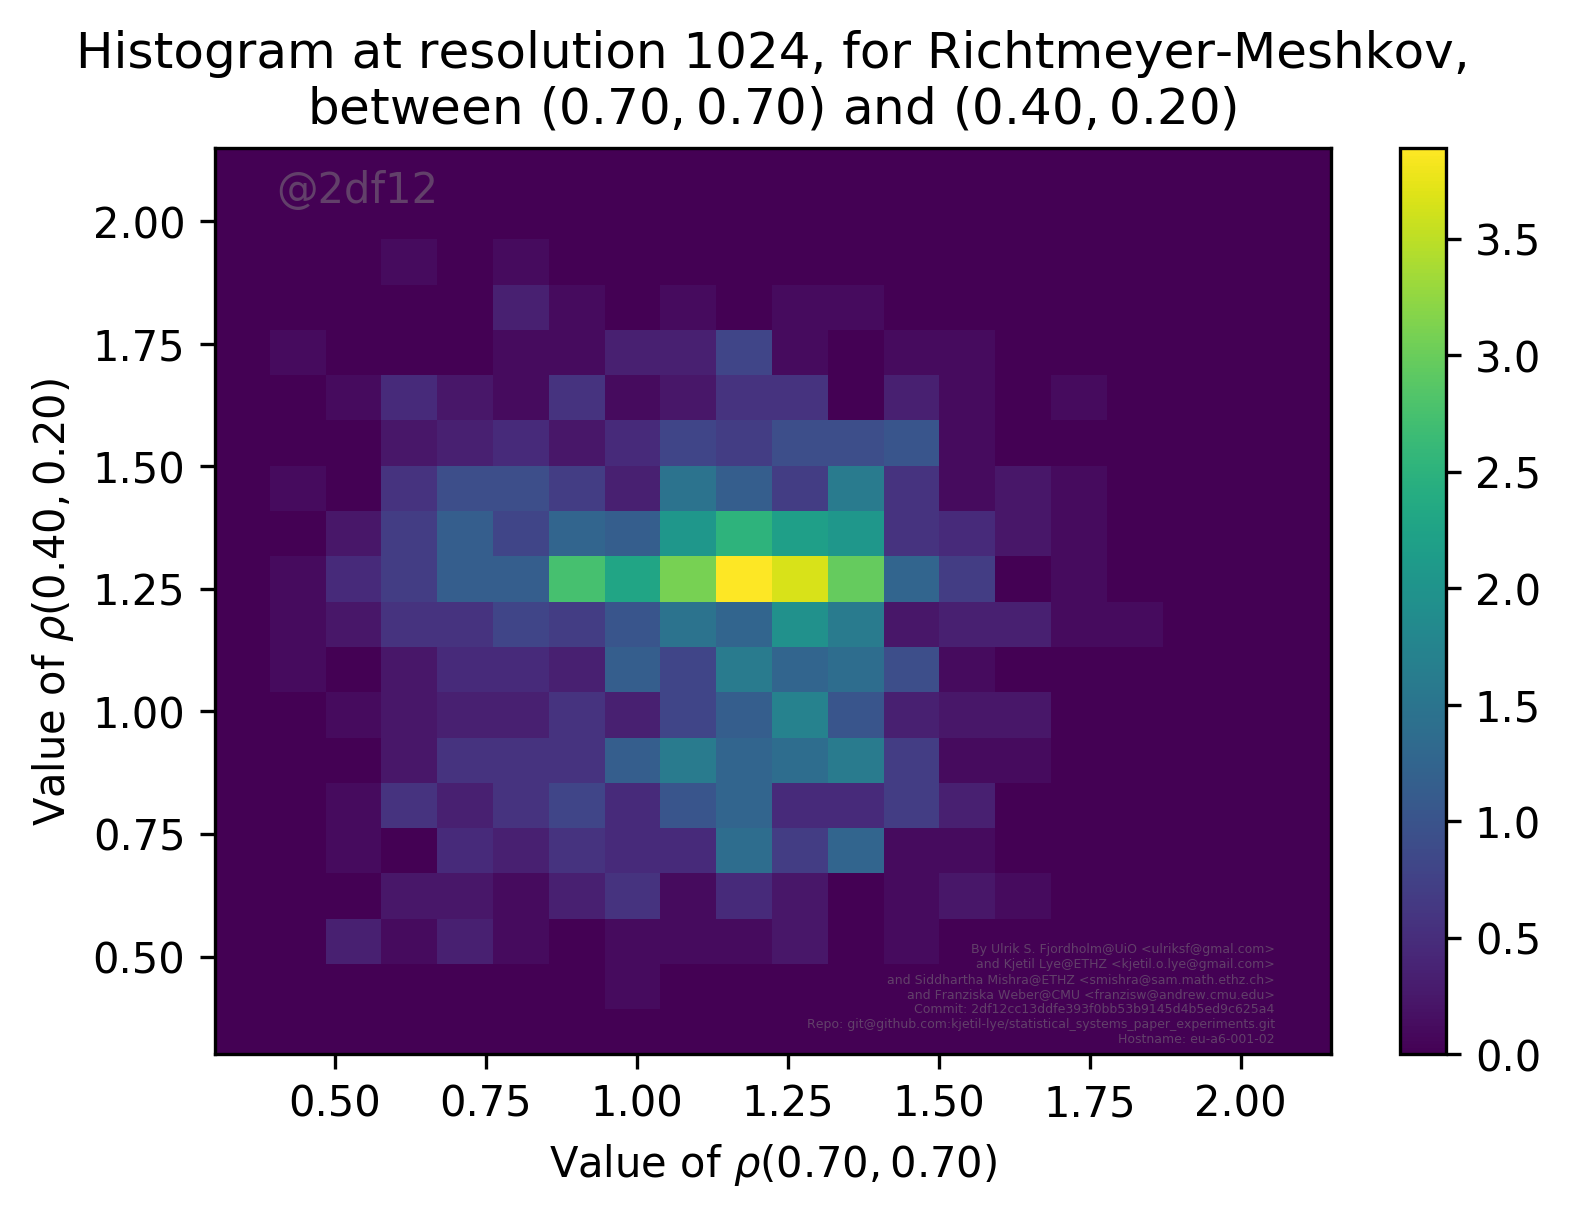 Histogram at resolution 1024, for Richtmeyer-Meshkov,
between (0.70, 0.70) and (0.40, 0.20)
@2df12
2.00
1.75
1.50
1.25
1.00
0.75
0.50
Value of ρ(0.40, 0.20)
0.50
0.75
1.00
1.25
1.50
1.75
2.00
Value of ρ(0.70, 0.70)
3.5
3.0
2.5
2.0
1.5
1.0
0.5
0.0
By Ulrik S. Fjordholm@UiO <ulriksf@gmal.com>
and Kjetil Lye@ETHZ <kjetil.o.lye@gmail.com>
and Siddhartha Mishra@ETHZ <smishra@sam.math.ethz.ch>
and Franziska Weber@CMU <franzisw@andrew.cmu.edu>
Commit: 2df12cc13ddfe393f0bb53b9145d4b5ed9c625a4
Repo: git@github.com:kjetil-lye/statistical_systems_paper_experiments.git
Hostname: eu-a6-001-02